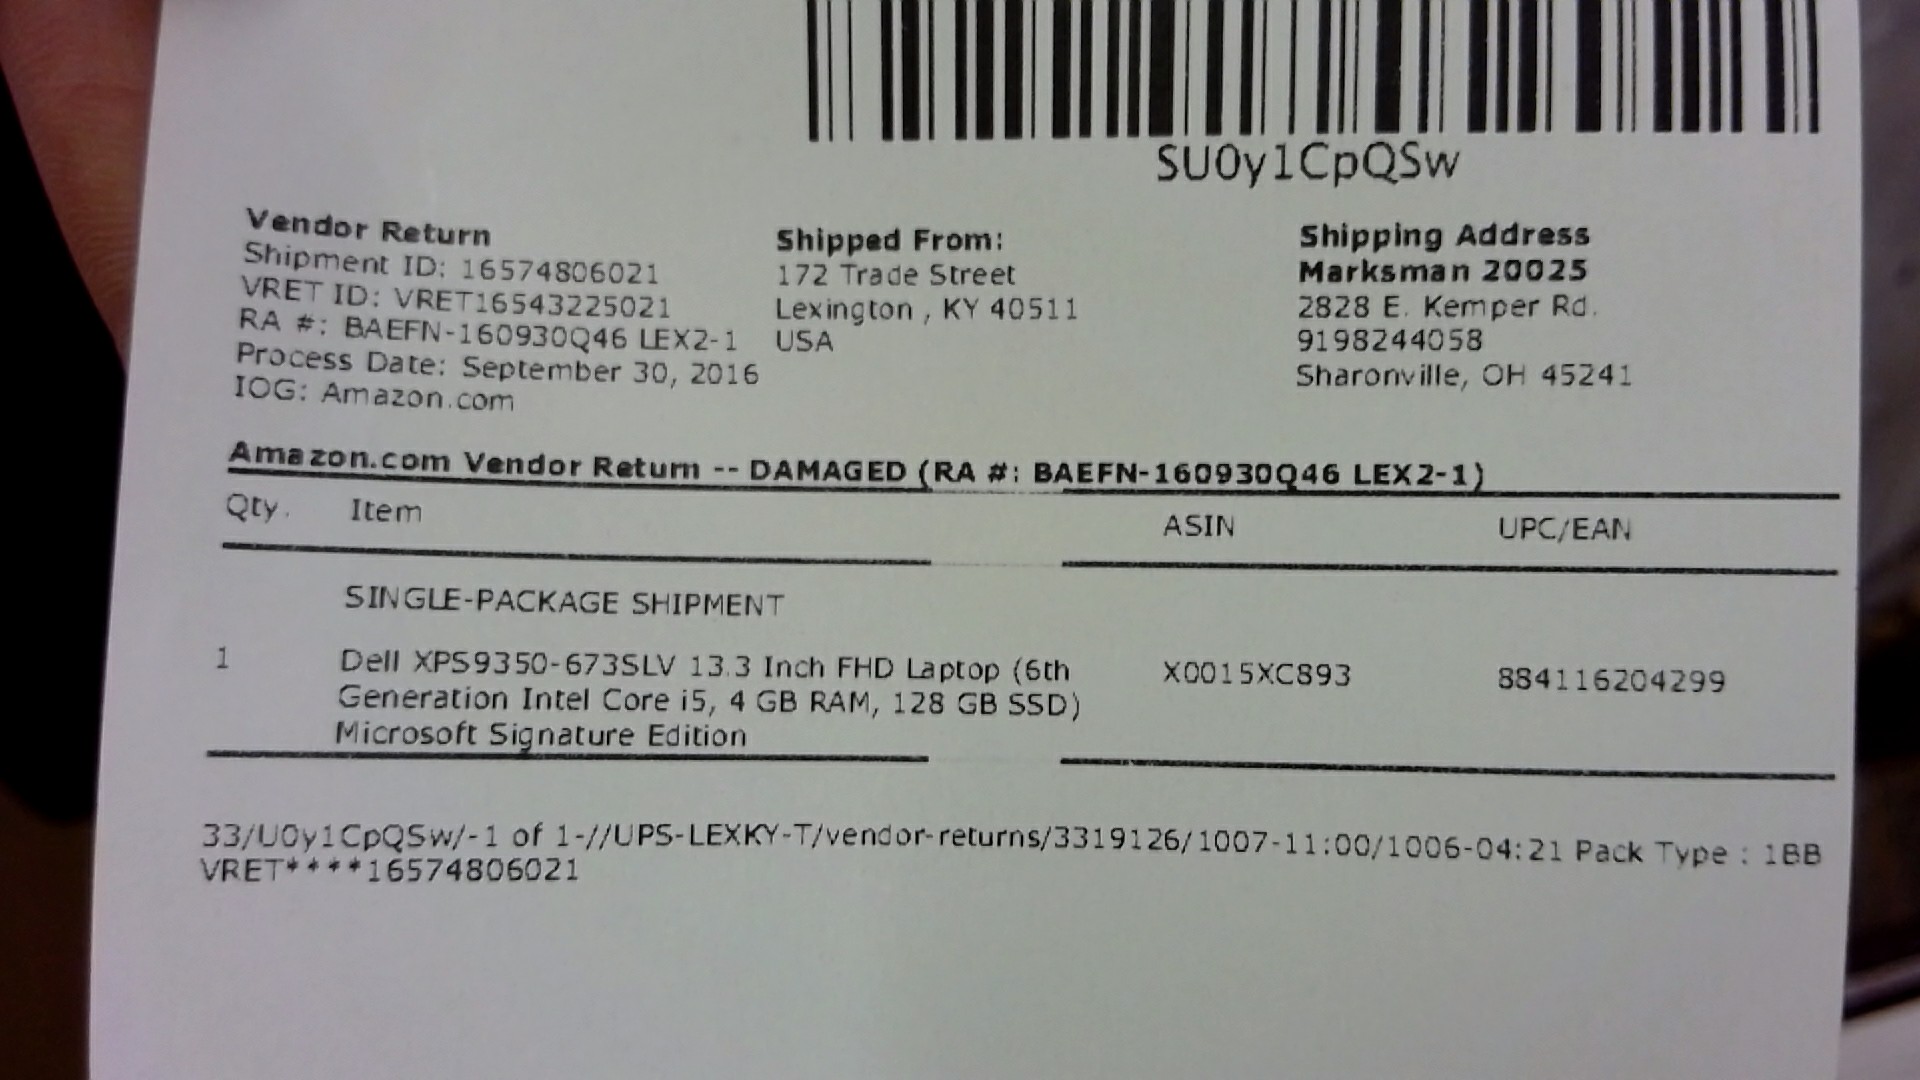 SU0y1CpQSw
Vendor Return
Shipment ID: 16574806021
VRET ID: VRET16543225021
RA #: BAEFN-160930Q46 LEX2-1
Process Date: September 30, 2016
IOG: Amazon.com
Shipped From:
172 Trade Street
Lexington , KY 40511
USA
Shipping Address
Marksman 20025
2828 E. Kemper Rd.
9198244058
Sharonville, OH 45241
Amazon.com Vendor Return -- DAMAGED (RA #: BAEFN-160930Q46 LEX2-1)
Qty. Item ASIN UPC/EAN
SINGLE-PACKAGE SHIPMENT
1 Dell XPS9350-673SLV 13.3 Inch FHD Laptop (6th X0015XC893 884116204299
Generation Intel Core i5, 4 GB RAM, 128 GB SSD)
Microsoft Signature Edition
33/U0y1CpQSw/-1 of 1-//UPS-LEXKY-T/vendor-returns/3319126/1007-11:00/1006-04:21 Pack Type : 1BB
VRET****16574806021